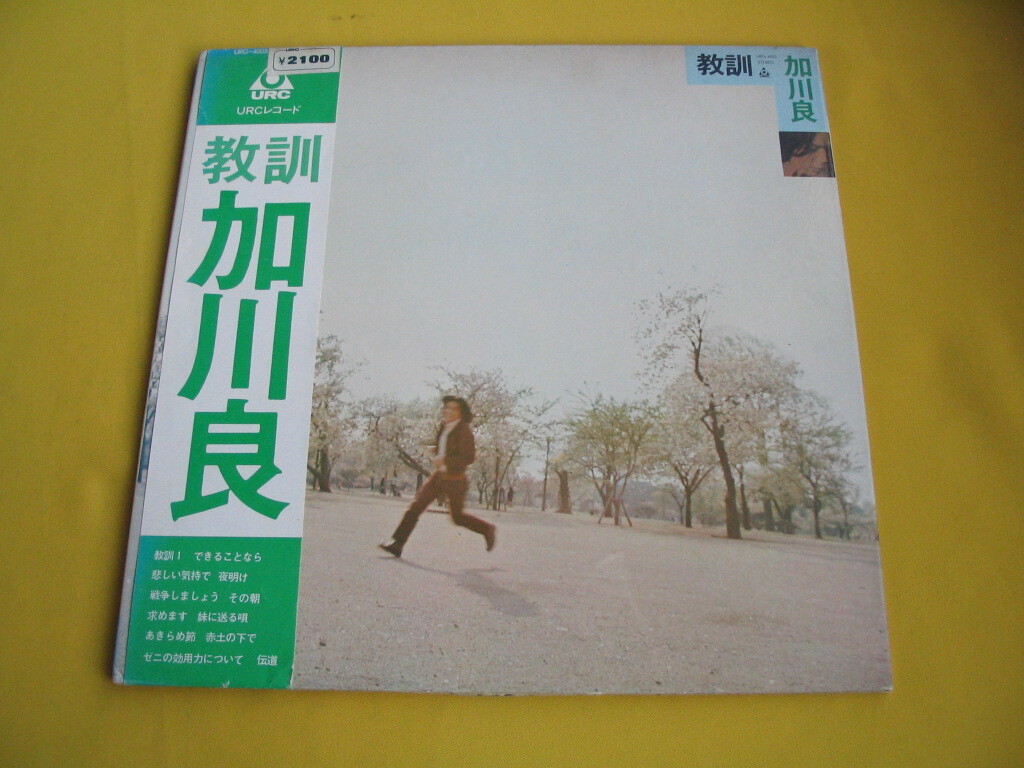 URC
¥2100
URC
URCレコード
教訓
加川良
教訓I できることなら
悲しい気持で 夜明け
戦争しましょう その朝
求めます 妹に送る唄
あきらめ節 赤土の下で
ゼニの効用力について 伝道
教訓
STEREO
加川良